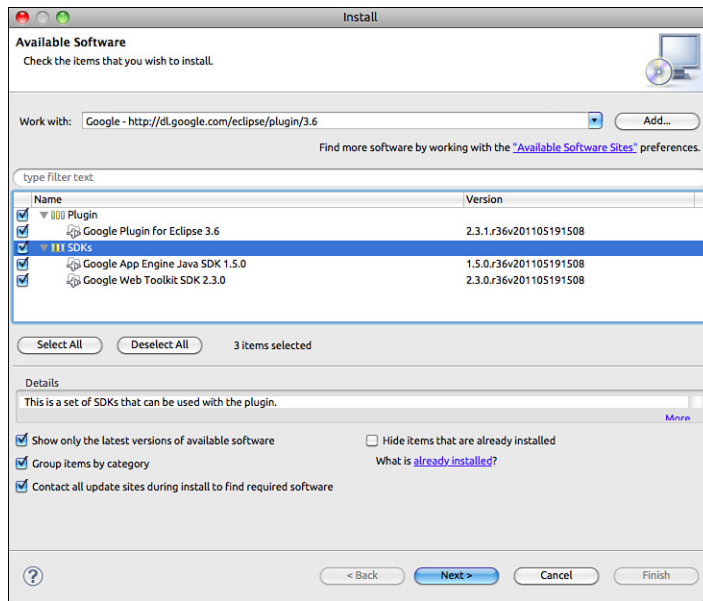 Install
Available Software
Check the items that you wish to install.
Work with: Google - http://dl.google.com/eclipse/plugin/3.6 Add...
Find more software by working with the "Available Software Sites" preferences.
type filter text
Name Version
Plugin
Google Plugin for Eclipse 3.6 2.3.1.r36v201105191508
SDKs
Google App Engine Java SDK 1.5.0 1.5.0.r36v201105191508
Google Web Toolkit SDK 2.3.0 2.3.0.r36v201105191508
Select All Deselect All 3 items selected
Details
This is a set of SDKs that can be used with the plugin.
More
Show only the latest versions of available software Hide items that are already installed
Group items by category What is already installed?
Contact all update sites during install to find required software
? < Back Next > Cancel Finish